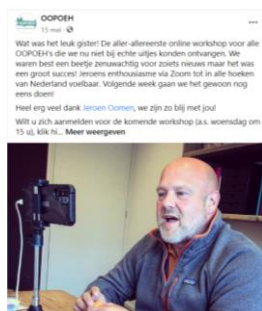 OOPOEH
15 mei ·
Wat was het leuk gister! De aller-allereerste online workshop voor alle
OOPOEH's die we nu niet bij echte uitjes konden ontvangen. We
waren best een beetje zenuwachtig voor zoiets nieuws maar het was
een groot succes! Jeroens enthousiasme via Zoom tot in alle hoeken
van Nederland voelbaar. Volgende week gaan we het gewoon nog
eens doen!
Heel erg veel dank Jeroen Oomen, we zijn zo blij met jou!
Wilt u zich aanmelden voor de komende workshop (a.s. woensdag om
15 u), klik hi... Meer weergeven